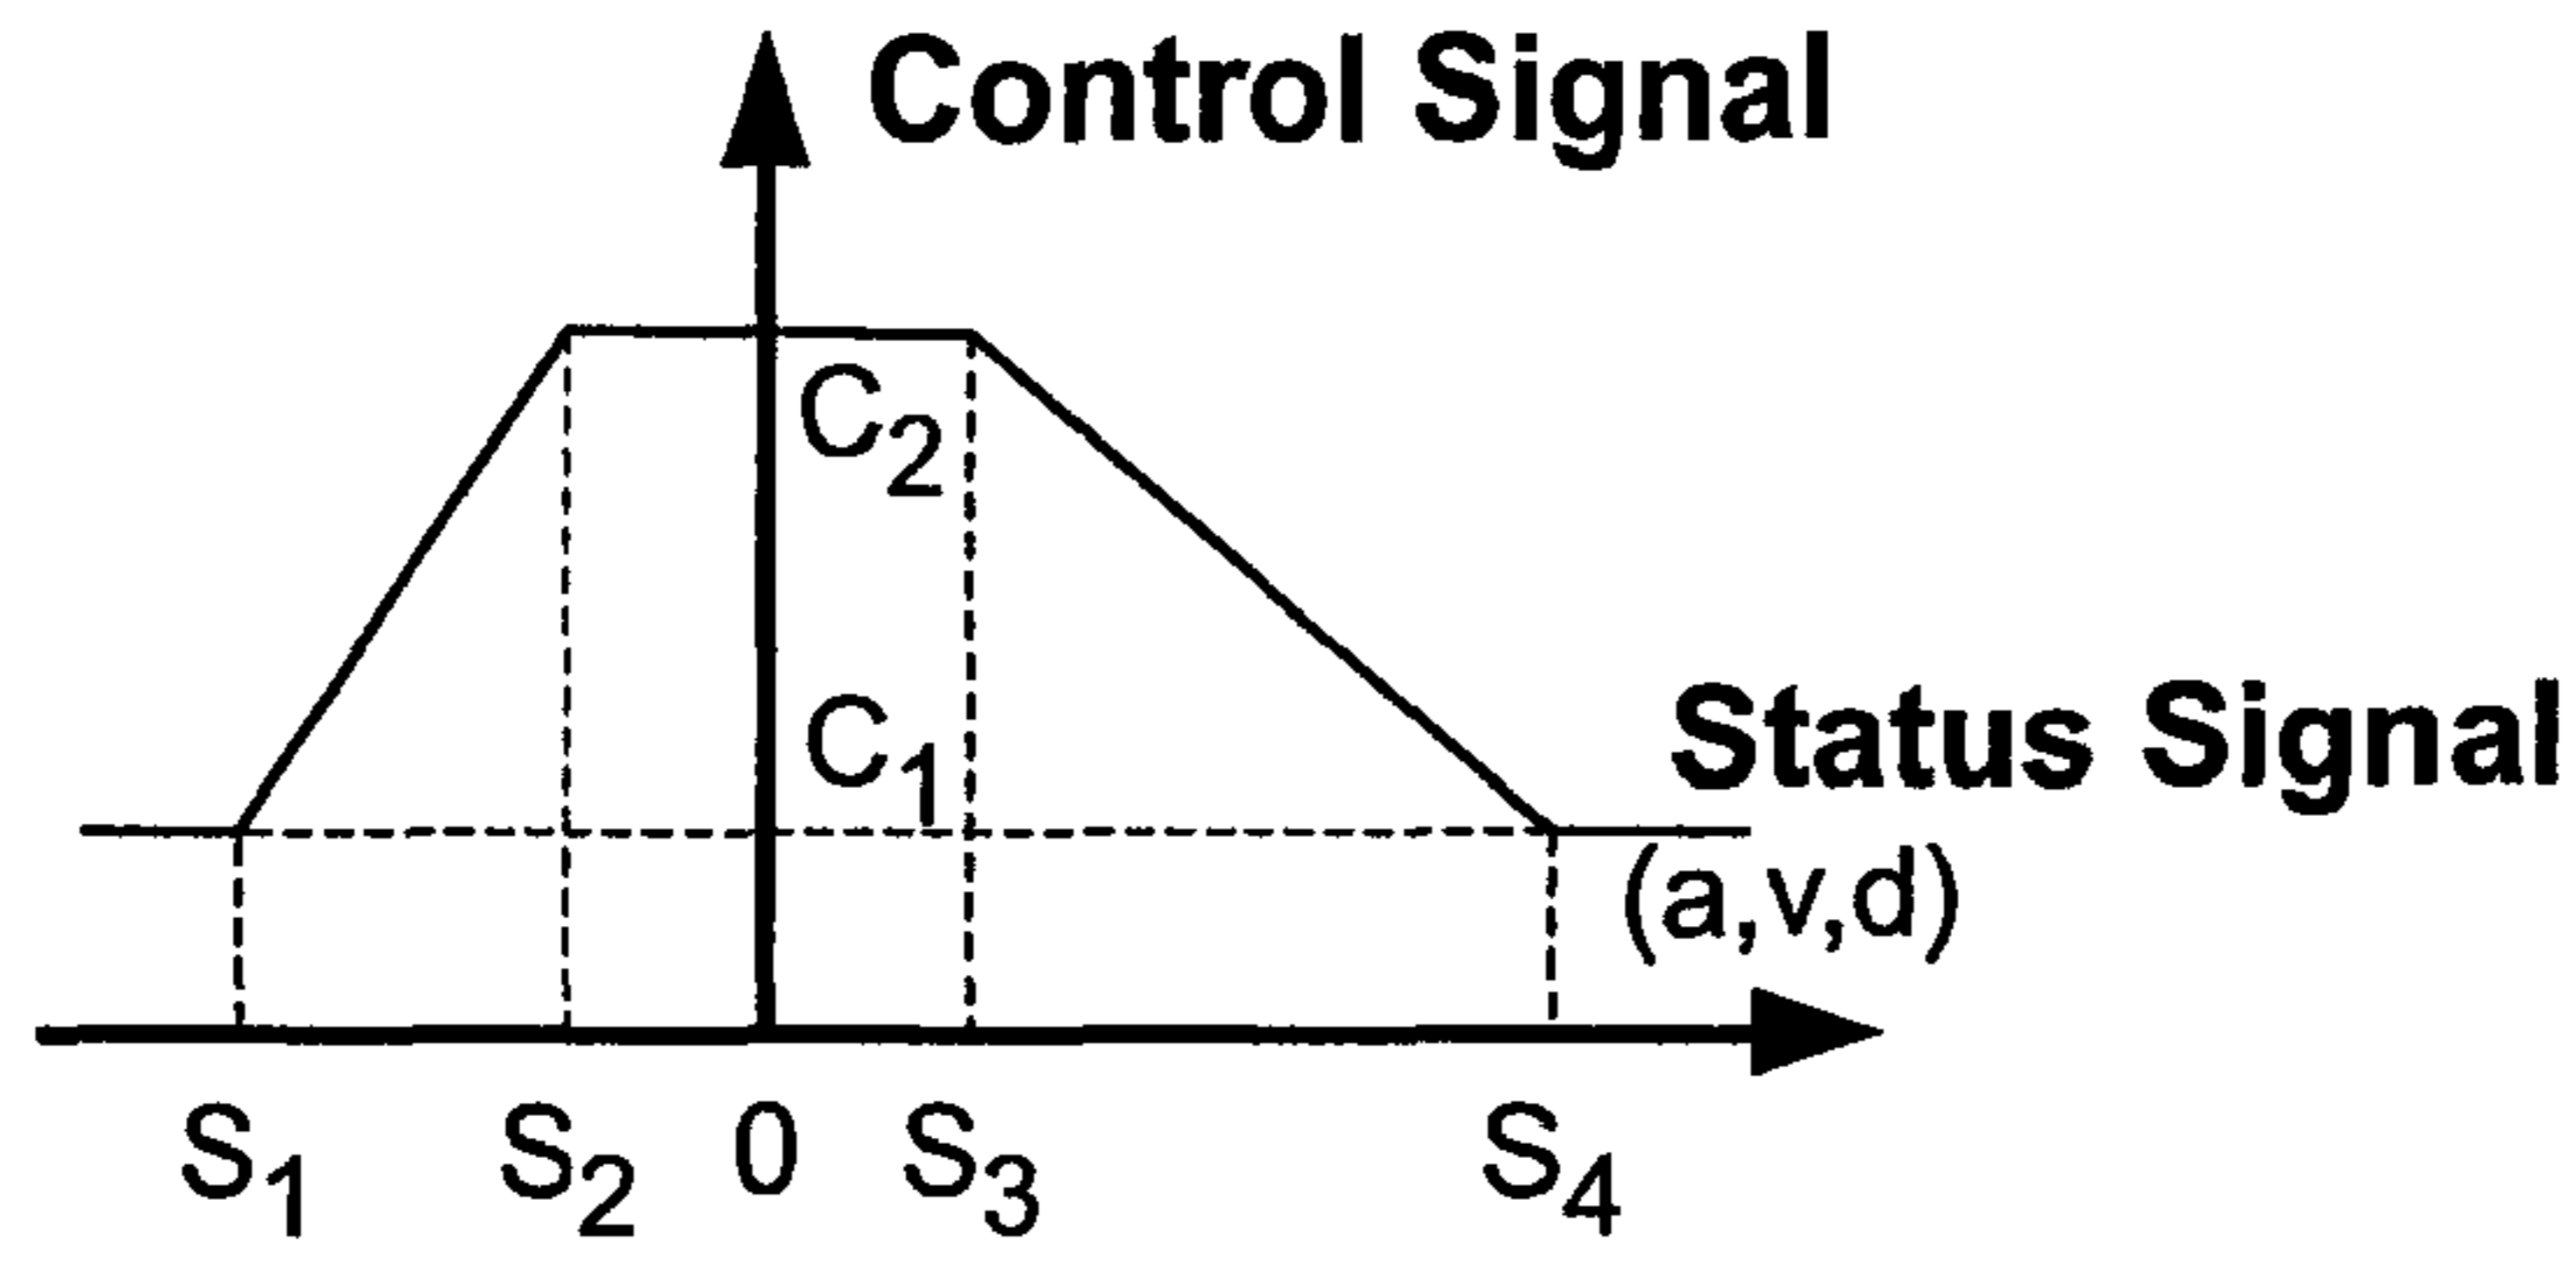 Control Signal
C2
C1
Status Signal
(a,v,d)
S1 S2 0 S3 S4